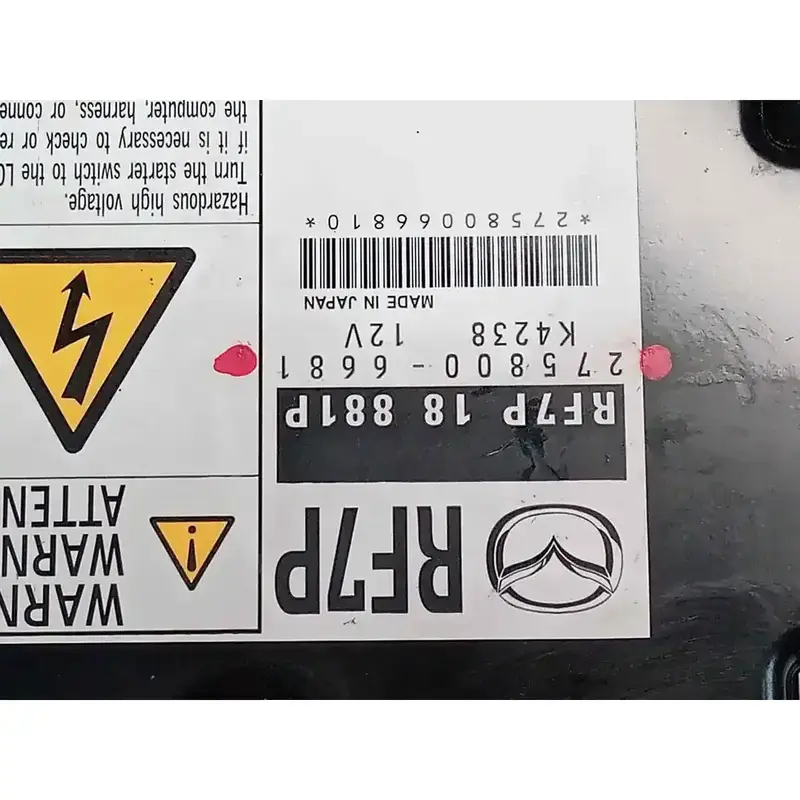 RF7P
RF7P 18 881P
275800-6681
K4238 12V
MADE IN JAPAN
*27580066810*
WARN
WARN
ATTEN
Hazardous high voltage.
Turn the starter switch to the LO
if it is necessary to check or re
the computer, harness, or conne